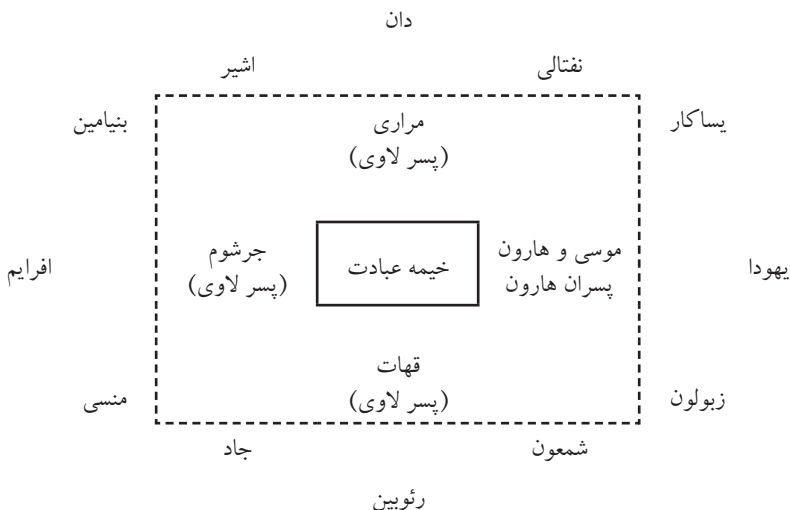 دان
نفتالی
اشیر
یساکار
بنیامین
مراری
(پسر لاوی)
یهودا
موسی و هارون
پسران هارون
خیمه عبادت
جرشوم
(پسر لاوی)
افرایم
قهات
(پسر لاوی)
زبولون
منسی
شمعون
جاد
رئوبین